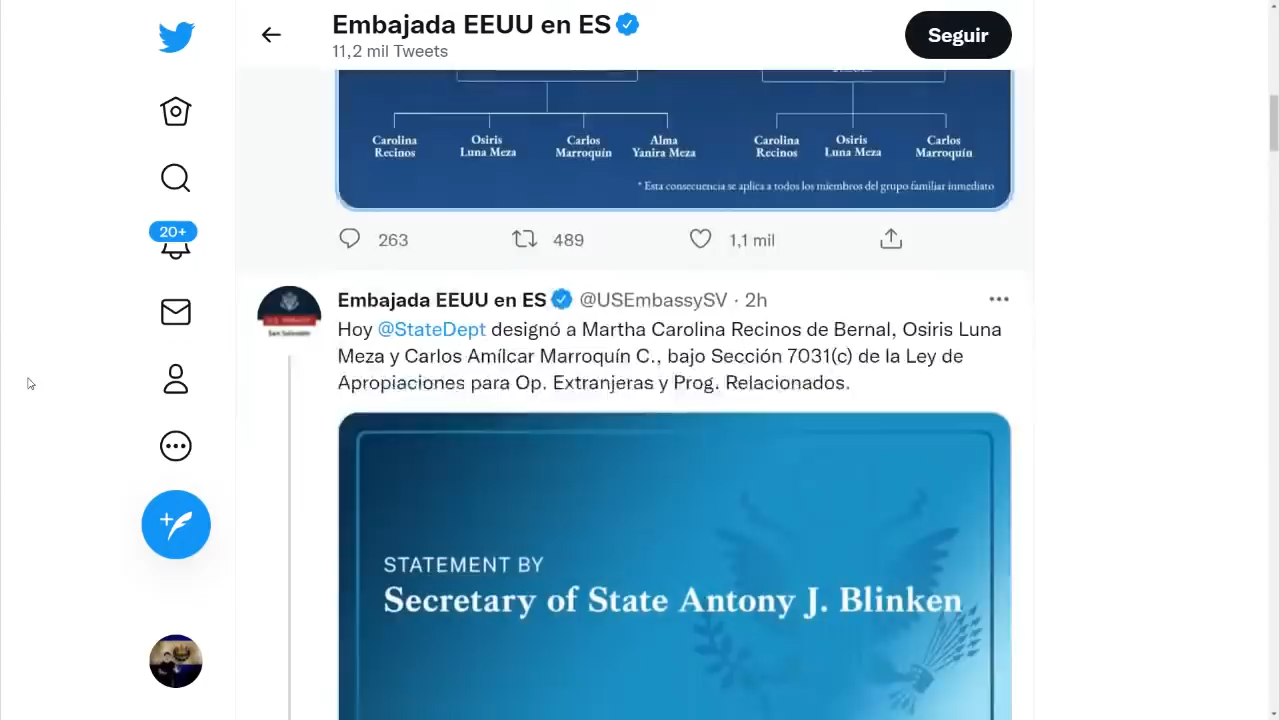 Embajada EEUU en ES
11,2 mil Tweets
Seguir
Carolina Recinos
Osiris Luna Meza
Carlos Marroquín
Alma Yanira Meza
Carolina Recinos
Osiris Luna Meza
Carlos Marroquín
* Esta consecuencia se aplica a todos los miembros del grupo familiar inmediato
20+
263
489
1,1 mil
Embajada EEUU en ES @USEmbassySV · 2h
Hoy @StateDept designó a Martha Carolina Recinos de Bernal, Osiris Luna
Meza y Carlos Amílcar Marroquín C., bajo Sección 7031(c) de la Ley de
Apropiaciones para Op. Extranjeras y Prog. Relacionados.
STATEMENT BY
Secretary of State Antony J. Blinken